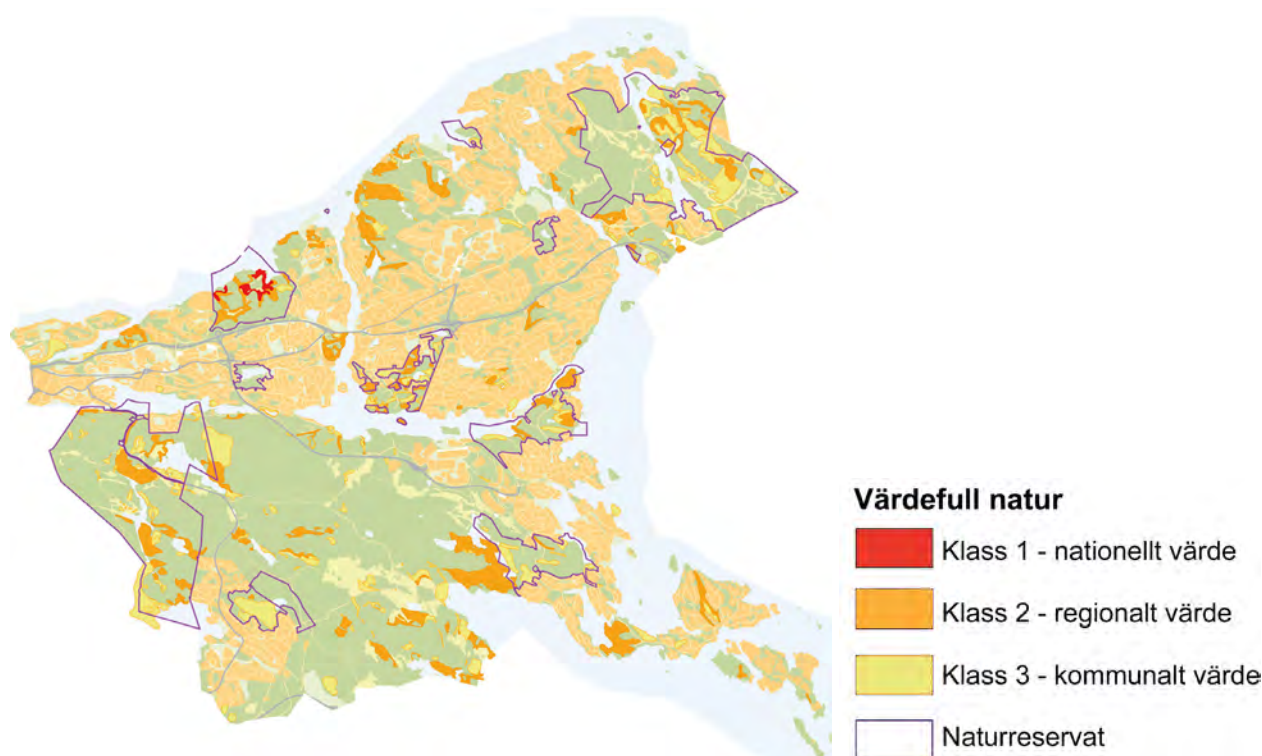 Värdefull natur
Klass 1 - nationellt värde
Klass 2 - regionalt värde
Klass 3 - kommunalt värde
Naturreservat